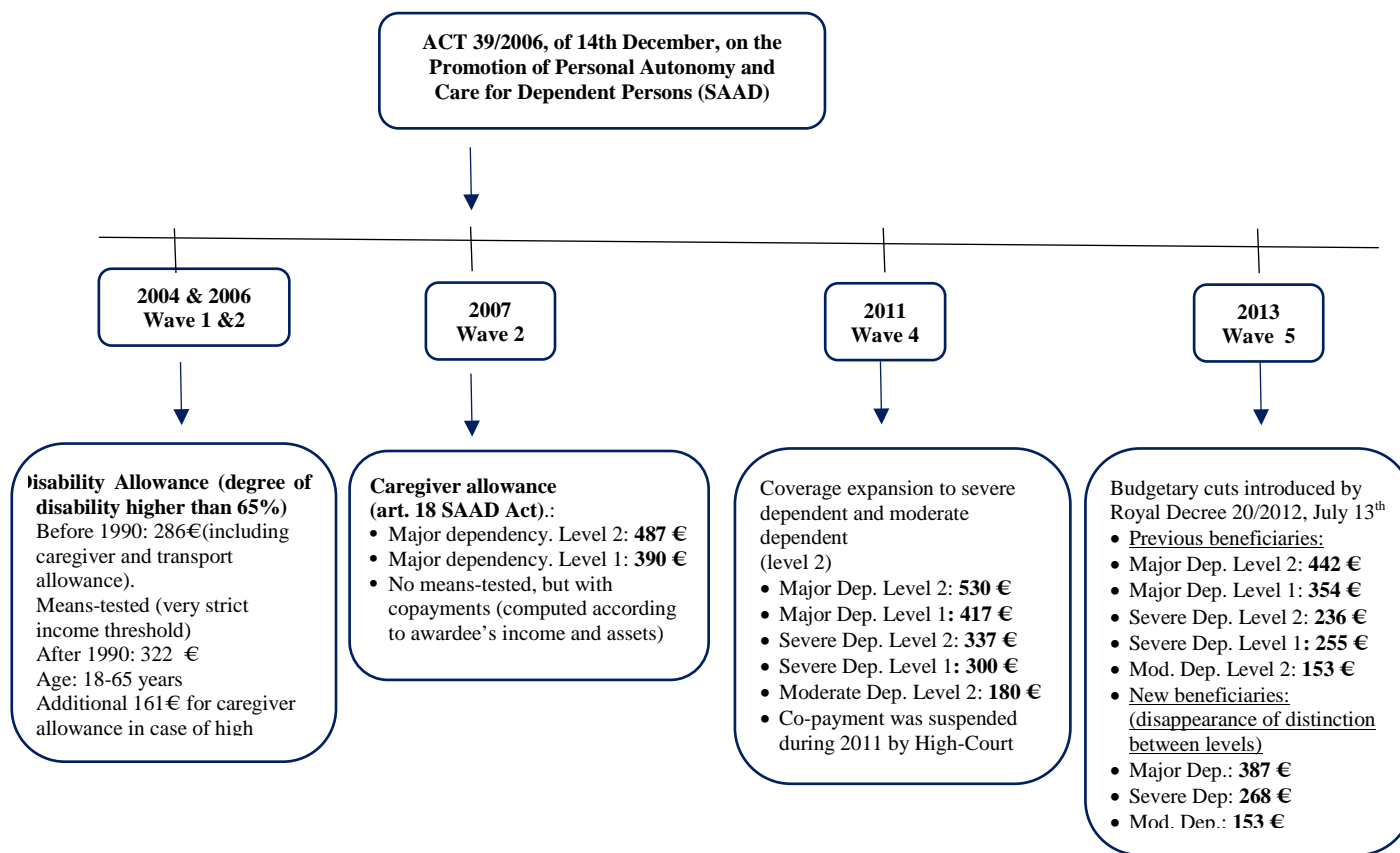 ACT 39/2006, of 14th December, on the
Promotion of Personal Autonomy and
Care for Dependent Persons (SAAD)
2004 & 2006
Wave 1 &2
2007
Wave 2
2011
Wave 4
2013
Wave 5
isability Allowance (degree of
disability higher than 65%)
Before 1990: 286€(including
caregiver and transport
allowance).
Means-tested (very strict
income threshold)
After 1990: 322 €
Age: 18-65 years
Additional 161€ for caregiver
allowance in case of high
Caregiver allowance
(art. 18 SAAD Act).:
• Major dependency. Level 2: 487 €
• Major dependency. Level 1: 390 €
• No means-tested, but with
copayments (computed according
to awardee's income and assets)
Coverage expansion to severe
dependent and moderate
dependent
(level 2)
• Major Dep. Level 2: 530 €
• Major Dep. Level 1: 417 €
• Severe Dep. Level 2: 337 €
• Severe Dep. Level 1: 300 €
• Moderate Dep. Level 2: 180 €
• Co-payment was suspended
during 2011 by High-Court
Budgetary cuts introduced by
Royal Decree 20/2012, July 13th
• Previous beneficiaries:
• Major Dep. Level 2: 442 €
• Major Dep. Level 1: 354 €
• Severe Dep. Level 2: 236 €
• Severe Dep. Level 1: 255 €
• Mod. Dep. Level 2: 153 €
• New beneficiaries:
(disappearance of distinction
between levels)
• Major Dep.: 387 €
• Severe Dep: 268 €
• Mod. Dep.: 153 €